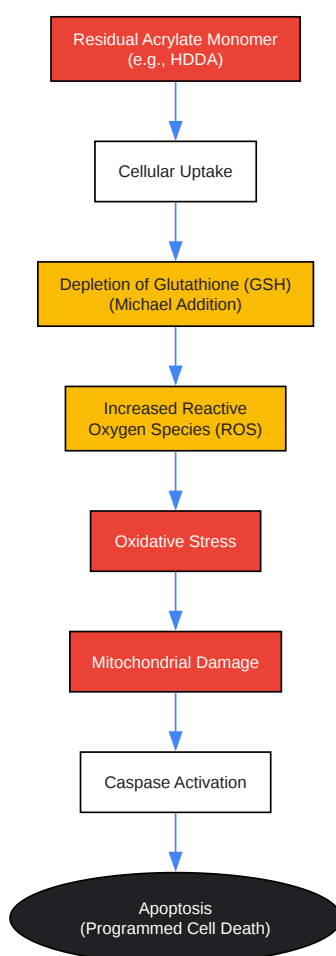 Residual Acrylate Monomer
(e.g., HDDA)
Cellular Uptake
Depletion of Glutathione (GSH)
(Michael Addition)
Increased Reactive
Oxygen Species (ROS)
Oxidative Stress
Mitochondrial Damage
Caspase Activation
Apoptosis
(Programmed Cell Death)